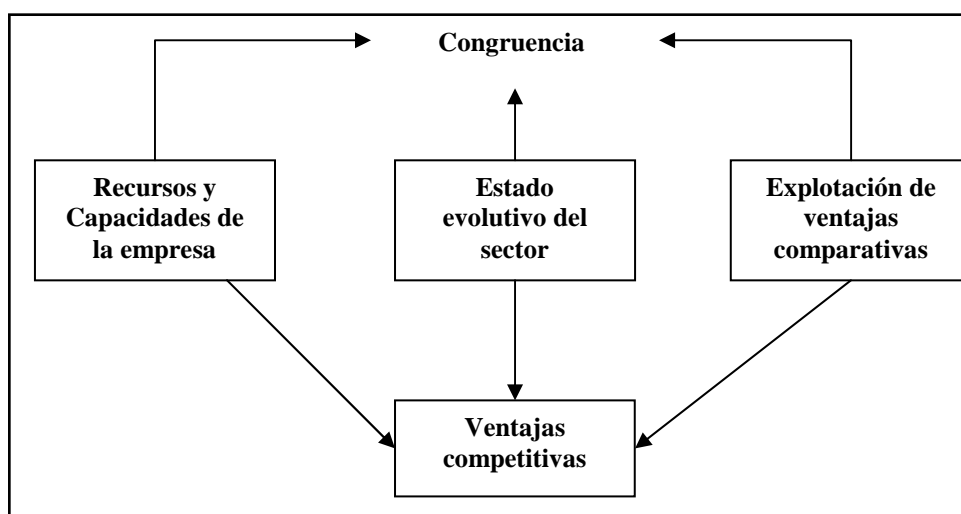 Congruencia
Recursos y
Capacidades de
la empresa
Estado
evolutivo del
sector
Explotación de
ventajas
comparativas
Ventajas
competitivas